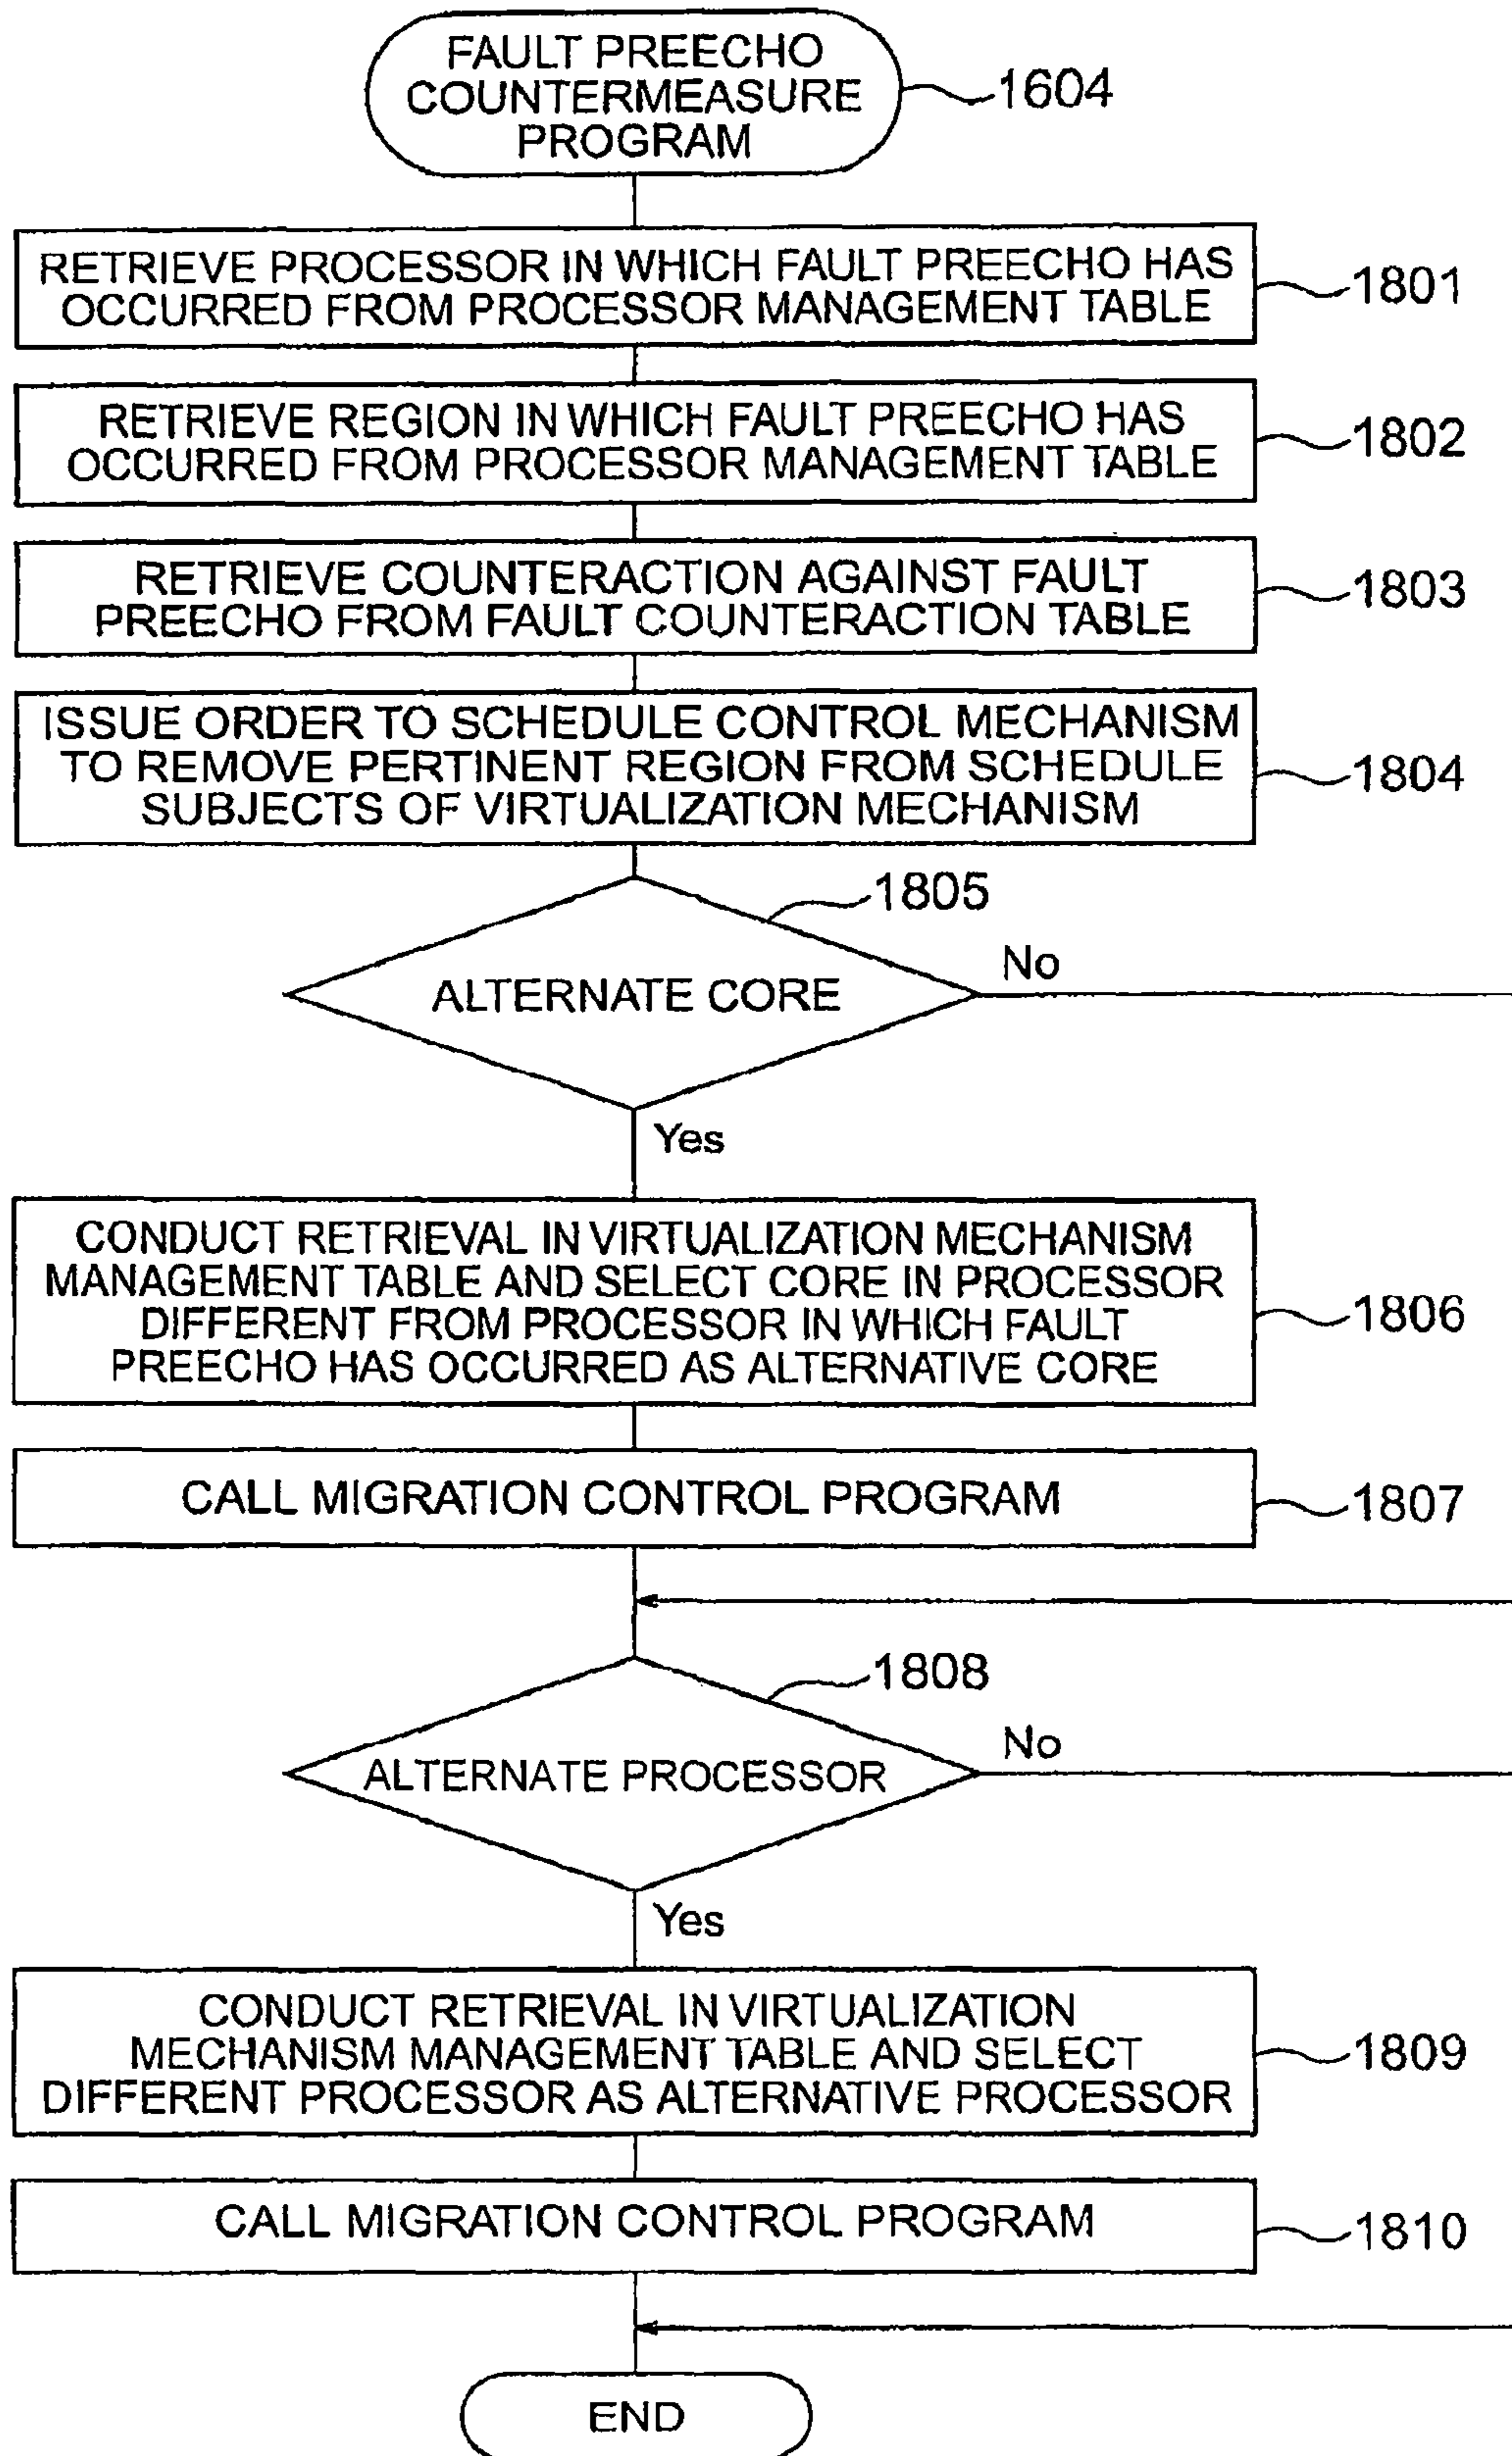 FAULT PREECHO
COUNTERMEASURE
PROGRAM
1604
RETRIEVE PROCESSOR IN WHICH FAULT PREECHO HAS
OCCURRED FROM PROCESSOR MANAGEMENT TABLE
1801
RETRIEVE REGION IN WHICH FAULT PREECHO HAS
OCCURRED FROM PROCESSOR MANAGEMENT TABLE
1802
RETRIEVE COUNTERACTION AGAINST FAULT
PREECHO FROM FAULT COUNTERACTION TABLE
1803
ISSUE ORDER TO SCHEDULE CONTROL MECHANISM
TO REMOVE PERTINENT REGION FROM SCHEDULE
SUBJECTS OF VIRTUALIZATION MECHANISM
1804
1805
ALTERNATE CORE
No
Yes
CONDUCT RETRIEVAL IN VIRTUALIZATION MECHANISM
MANAGEMENT TABLE AND SELECT CORE IN PROCESSOR
DIFFERENT FROM PROCESSOR IN WHICH FAULT
PREECHO HAS OCCURRED AS ALTERNATIVE CORE
1806
CALL MIGRATION CONTROL PROGRAM
1807
1808
ALTERNATE PROCESSOR
No
Yes
CONDUCT RETRIEVAL IN VIRTUALIZATION
MECHANISM MANAGEMENT TABLE AND SELECT
DIFFERENT PROCESSOR AS ALTERNATIVE PROCESSOR
1809
CALL MIGRATION CONTROL PROGRAM
1810
END